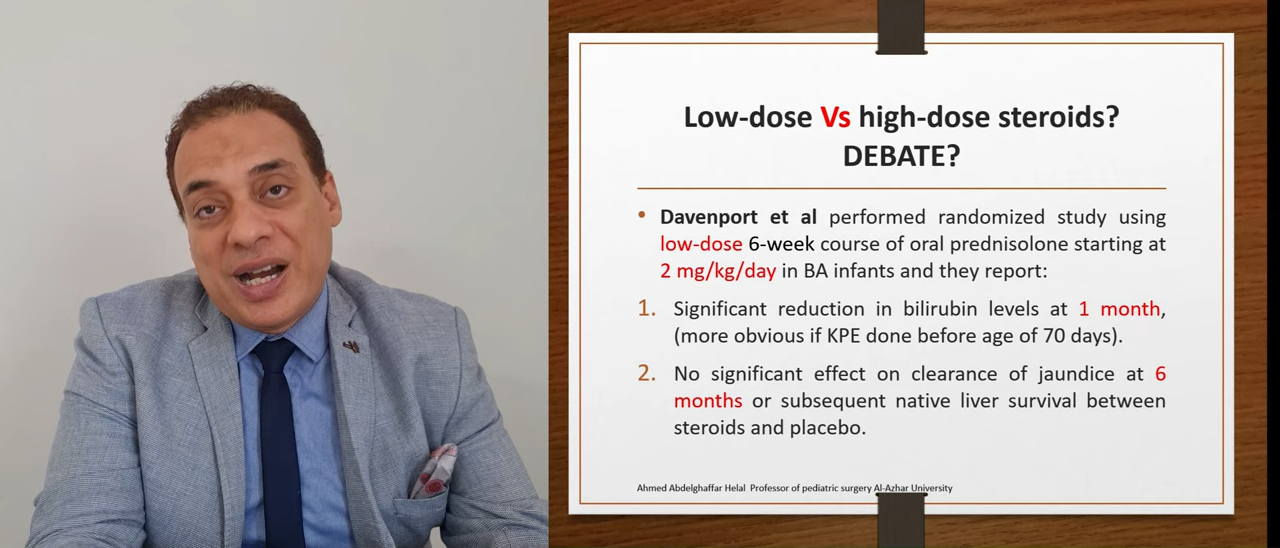 Low-dose Vs high-dose steroids?
DEBATE?
• Davenport et al performed randomized study using
low-dose 6-week course of oral prednisolone starting at
2 mg/kg/day in BA infants and they report:
1. Significant reduction in bilirubin levels at 1 month,
(more obvious if KPE done before age of 70 days).
2. No significant effect on clearance of jaundice at 6
months or subsequent native liver survival between
steroids and placebo.
Ahmed Abdelghaffar Helal Professor of pediatric surgery Al-Azhar University